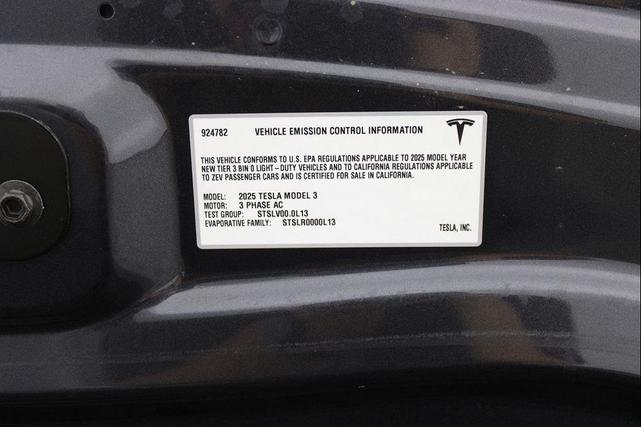 924782 VEHICLE EMISSION CONTROL INFORMATION
THIS VEHICLE CONFORMS TO U.S. EPA REGULATIONS APPLICABLE TO 2025 MODEL YEAR
NEW TIER 3 BIN 0 LIGHT-DUTY VEHICLES AND TO CALIFORNIA REGULATIONS APPLICABLE
TO ZEV PASSENGER CARS AND IS CERTIFIED FOR SALE IN CALIFORNIA.
MODEL: 2025 TESLA MODEL 3
MOTOR: 3 PHASE AC
TEST GROUP: STSLV00.0L13
EVAPORATIVE FAMILY: STSLR0000L13
TESLA, INC.